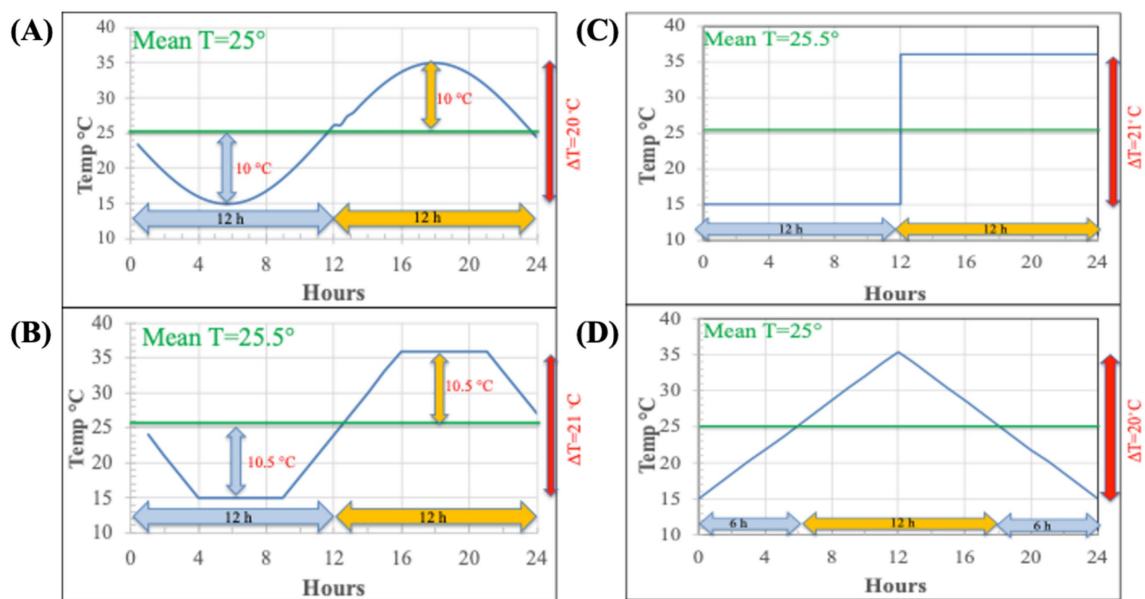 (A)
Mean T=25°
Temp °C
40
35
30
25
20
15
10
10 °C
10 °C
ΔT=20 °C
12 h
12 h
0 4 8 12 16 20 24
Hours
(B)
Mean T=25.5°
Temp °C
40
35
30
25
20
15
10
10.5 °C
10.5 °C
ΔT=21 °C
12 h
12 h
0 4 8 12 16 20 24
Hours
(C)
Mean T=25.5°
Temp °C
40
35
30
25
20
15
10
ΔT=21°C
12 h
12 h
0 4 8 12 16 20 24
Hours
(D)
Mean T=25°
Temp °C
40
35
30
25
20
15
10
ΔT=20°C
6 h
12 h
6 h
0 4 8 12 16 20 24
Hours